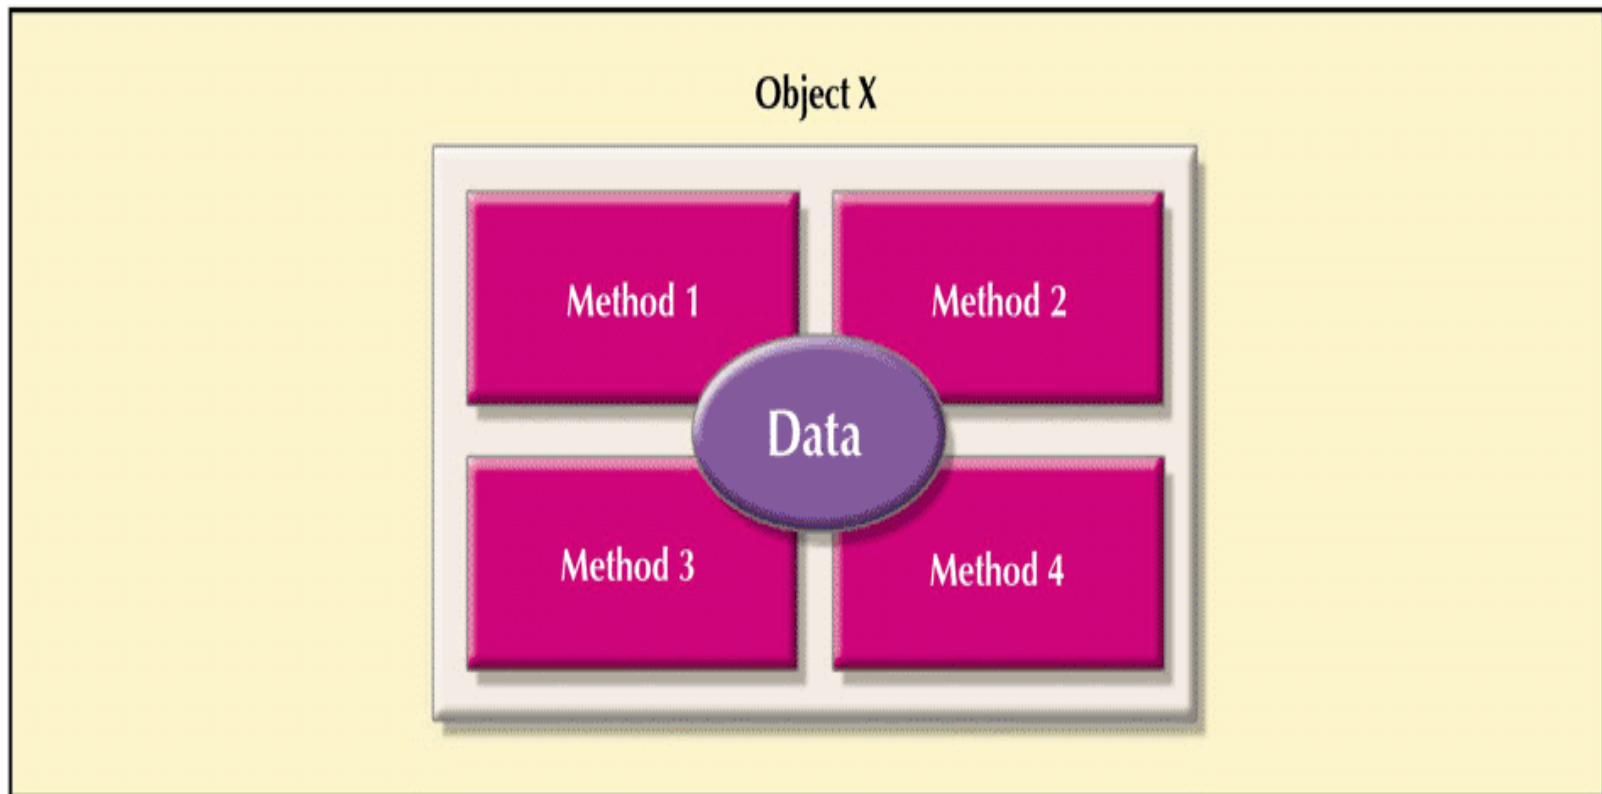 Object X
Method 1
Method 2
Data
Method 3
Method 4